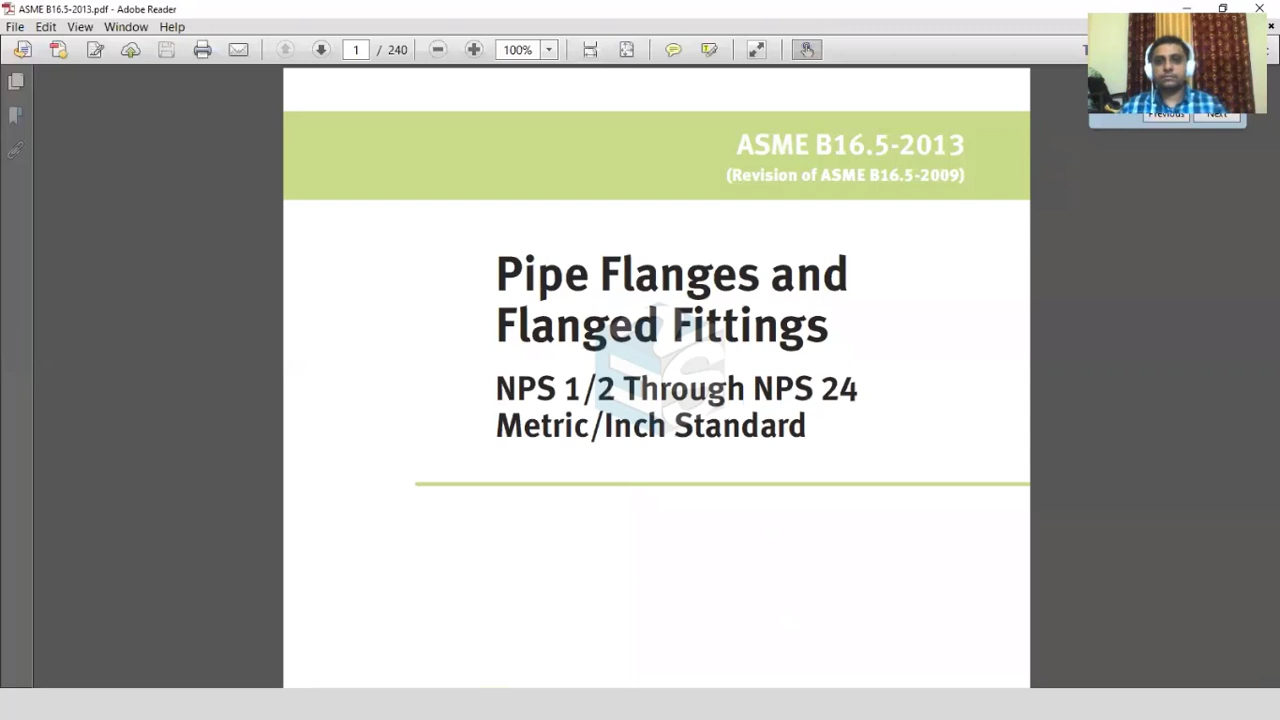 ASME B16.5-2013.pdf - Adobe Reader
File Edit View Window Help
1 / 240 100%
Previous Next
ASME B16.5-2013
(Revision of ASME B16.5-2009)
Pipe Flanges and
Flanged Fittings
NPS 1/2 Through NPS 24
Metric/Inch Standard